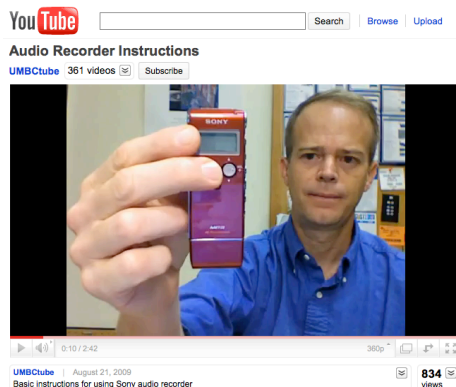 YouTube Search Browse Upload
Audio Recorder Instructions
UMBCtube 361 videos Subscribe
SONY
0:10 / 2:42 360p
UMBCtube August 21, 2009 834
Basic instructions for using Sony audio recorder views